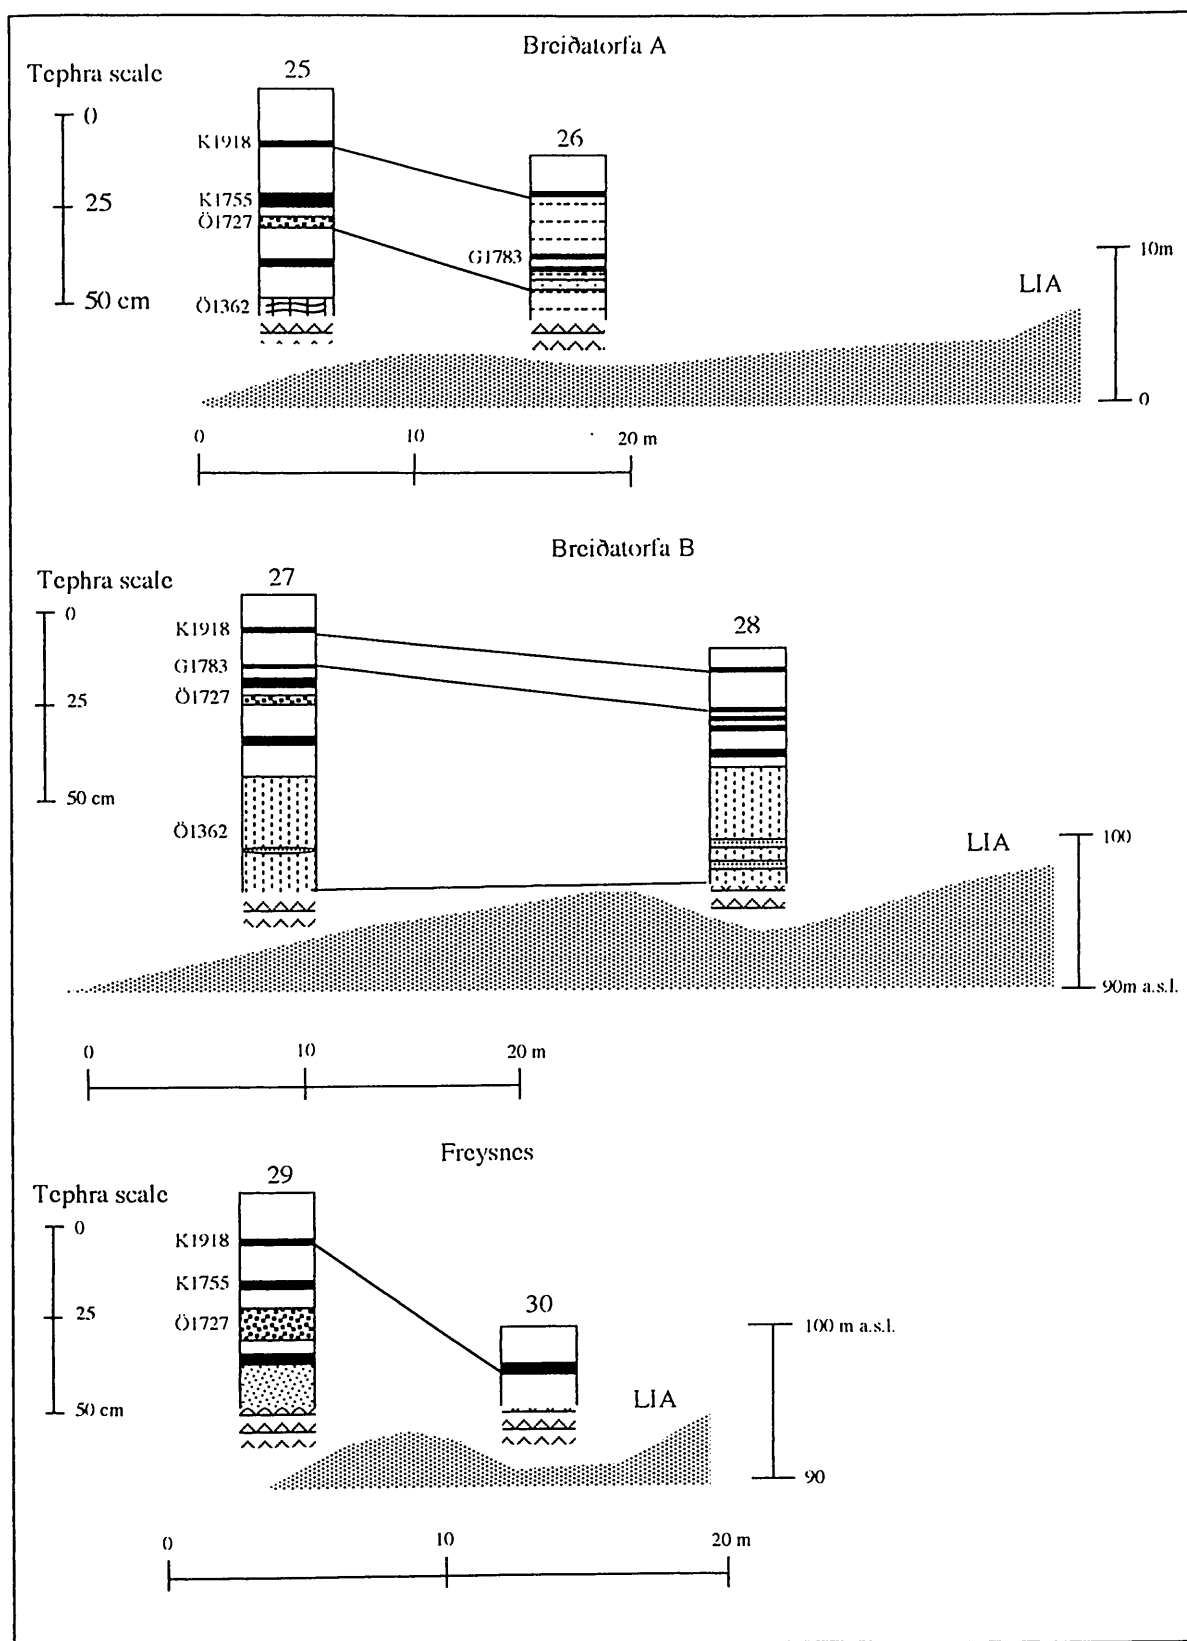 Breiðatorfa A
Tephra scale
25
0
K1918
26
K1755
25
Ö1727
G1783
10m
LIA
50 cm
Ö1362
0
0
10
20 m
Breiðatorfa B
Tephra scale
27
0
K1918
28
G1783
Ö1727
25
50 cm
Ö1362
100
LIA
90m a.s.l.
0
10
20 m
Freysnes
29
Tephra scale
0
K1918
K1755
30
25
Ö1727
100 m a.s.l.
LIA
50 cm
90
0
10
20 m